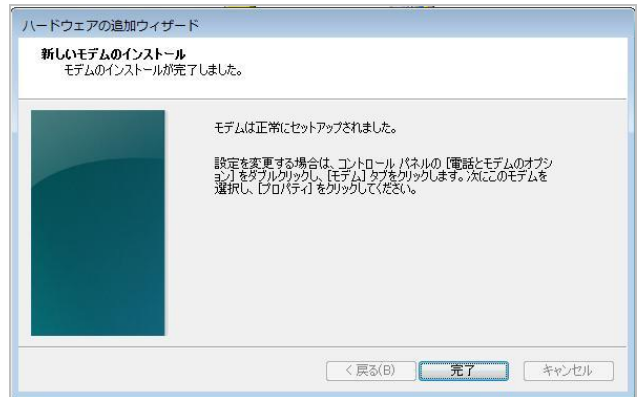 ハードウェアの追加ウィザード
新しいモデムのインストール
モデムのインストールが完了しました。
モデムは正常にセットアップされました。
設定を変更する場合は、コントロール パネルの [電話とモデムのオプシ
ョン] をダブルクリックし、[モデム] タブをクリックします。次にこのモデムを
選択し、[プロパティ] をクリックしてください。
< 戻る(B)
完了
キャンセル